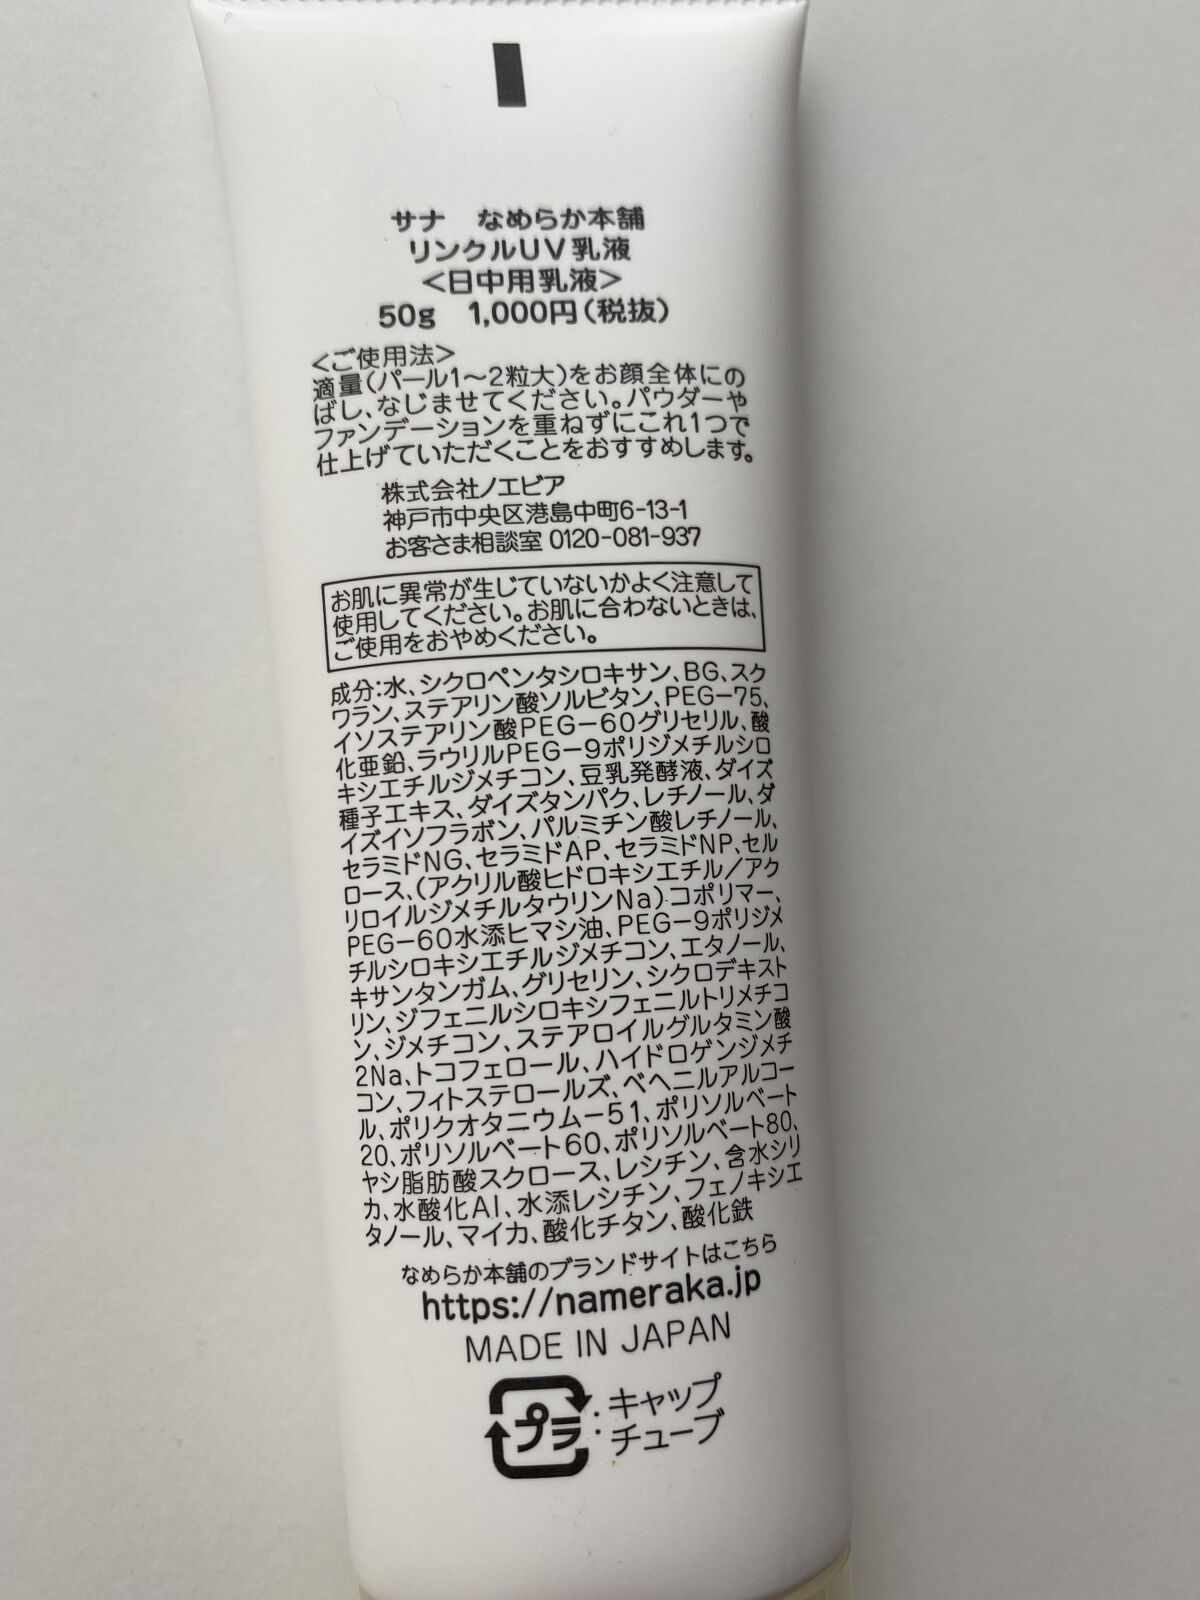 サナ なめらか本舗
リンクルUV乳液
<日中用乳液>
50g 1,000円(税抜)
<ご使用法>
適量(パール1〜2粒大)をお顔全体にの
ばし、なじませてください。パウダーや
ファンデーションを重ねずにこれ1つで
仕上げていただくことをおすすめします。
株式会社ノエビア
神戸市中央区港島中町6-13-1
お客さま相談室 0120-081-937
お肌に異常が生じていないかよく注意して
使用してください。お肌に合わないときは、
ご使用をおやめください。
成分:水、シクロペンタシロキサン、BG、スク
ワラン、ステアリン酸ソルビタン、PEG-75、
イソステアリン酸PEG-60グリセリル、酸
化亜鉛、ラウリルPEG-9ポリジメチルシロ
キシエチルジメチコン、豆乳発酵液、ダイズ
種子エキス、ダイズタンパク、レチノール、ダ
イズイソフラボン、パルミチン酸レチノール、
セラミドNG、セラミドAP、セラミドNP、セル
ロース、(アクリル酸ヒドロキシエチル/アク
リロイルジメチルタウリンNa)コポリマー、
PEG-60水添ヒマシ油、PEG-9ポリジメ
チルシロキシエチルジメチコン、エタノール、
キサンタンガム、グリセリン、シクロデキスト
リン、ジフェニルシロキシフェニルトリメチコ
ン、ジメチコン、ステアロイルグルタミン酸
2Na、トコフェロール、ハイドロゲンジメチ
コン、フィトステロールズ、ベヘニルアルコー
ル、ポリクオタニウム-51、ポリソルベート
20、ポリソルベート60、ポリソルベート80、
ヤシ脂肪酸スクロース、レシチン、含水シリ
カ、水酸化Al、水添レシチン、フェノキシエ
タノール、マイカ、酸化チタン、酸化鉄
なめらか本舗のブランドサイトはこちら
https://nameraka.jp
MADE IN JAPAN
プラ : キャップ
チューブ